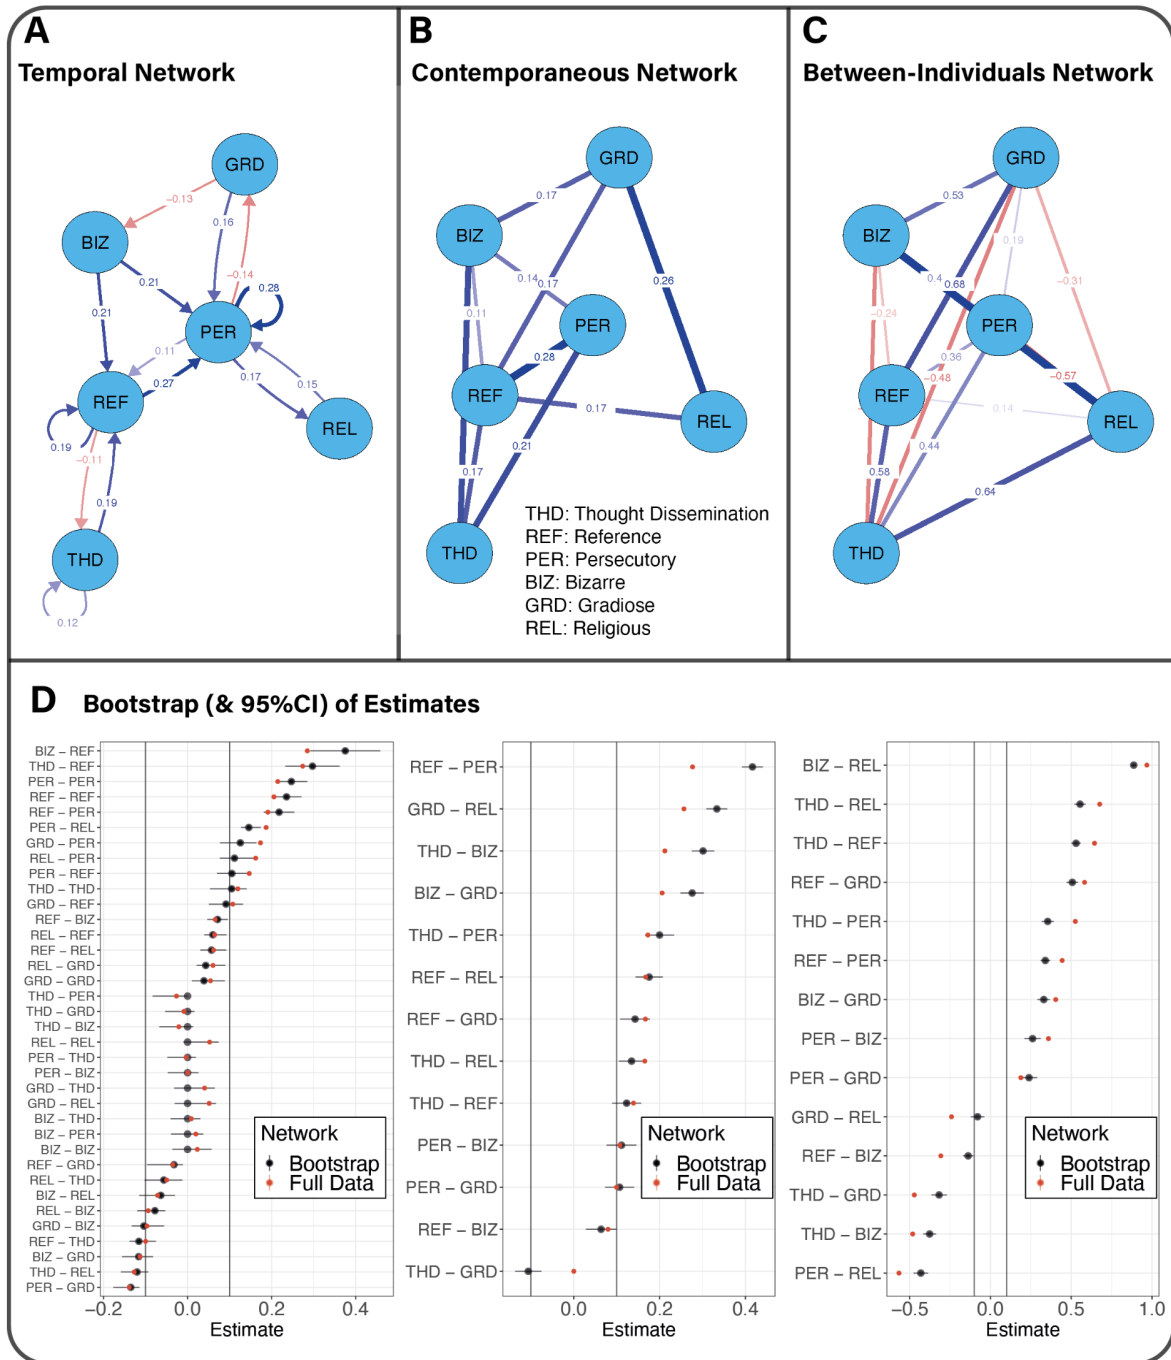 A
Temporal Network
GRD
−0.13
0.16
BIZ
−0.14
0.28
0.21
0.21
PER
0.11
0.15
0.17
0.27
REF
REL
0.19
−0.11
0.19
THD
0.12
B
Contemporaneous Network
GRD
0.17
BIZ
0.14
0.17
0.26
0.11
PER
0.28
REF
0.17
REL
0.21
0.17
THD
THD: Thought Dissemination
REF: Reference
PER: Persecutory
BIZ: Bizarre
GRD: Gradiose
REL: Religious
C
Between-Individuals Network
GRD
0.53
BIZ
0.19
0.4
0.68
−0.31
−0.24
PER
0.36
−0.48
−0.57
REF
0.14
REL
0.44
0.58
0.64
THD
D
Bootstrap (& 95%CI) of Estimates
BIZ − REF
THD − REF
PER − PER
REF − REF
REF − PER
PER − REL
GRD − PER
REL − PER
PER − REF
THD − THD
GRD − REF
REF − BIZ
REL − REF
REF − REL
REL − GRD
GRD − GRD
THD − PER
THD − GRD
THD − BIZ
REL − REL
PER − THD
PER − BIZ
GRD − THD
GRD − REL
BIZ − THD
BIZ − PER
BIZ − BIZ
REF − GRD
REL − THD
BIZ − REL
REL − BIZ
GRD − BIZ
REF − THD
BIZ − GRD
THD − REL
PER − GRD
Network
Bootstrap
Full Data
−0.2 0.0 0.2 0.4
Estimate
REF − PER
GRD − REL
THD − BIZ
BIZ − GRD
THD − PER
REF − REL
REF − GRD
THD − REL
THD − REF
PER − BIZ
PER − GRD
REF − BIZ
THD − GRD
Network
Bootstrap
Full Data
0.0 0.2 0.4
Estimate
BIZ − REL
THD − REL
THD − REF
REF − GRD
THD − PER
REF − PER
BIZ − GRD
PER − BIZ
PER − GRD
GRD − REL
REF − BIZ
THD − GRD
THD − BIZ
PER − REL
Network
Bootstrap
Full Data
−0.5 0.0 0.5 1.0
Estimate